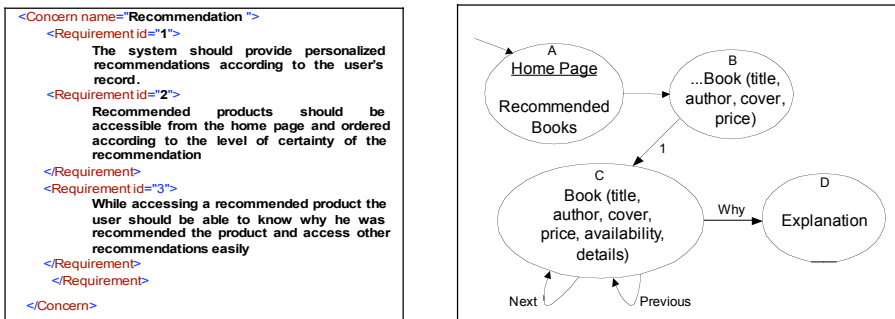 <Concern name="Recommendation ">
<Requirement id="1">
The system should provide personalized
recommendations according to the user's
record.
<Requirement id="2">
Recommended products should be
accessible from the home page and ordered
according to the level of certainty of the
recommendation
</Requirement>
<Requirement id="3">
While accessing a recommended product the
user should be able to know why he was
recommended the product and access other
recommendations easily
</Requirement>
</Requirement>
</Concern>
A
Home Page
Recommended
Books
B
...Book (title,
author, cover,
price)
1
C
Book (title,
author, cover,
price, availability,
details)
Why
D
Explanation
Next
Previous